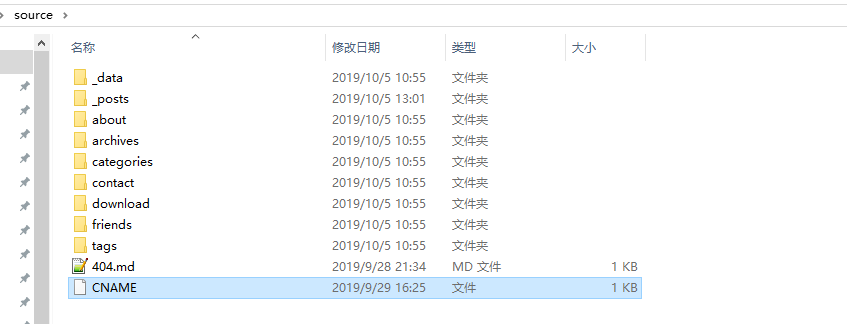 source
名称 修改日期 类型 大小
_data 2019/10/5 10:55 文件夹
_posts 2019/10/5 13:01 文件夹
about 2019/10/5 10:55 文件夹
archives 2019/10/5 10:55 文件夹
categories 2019/10/5 10:55 文件夹
contact 2019/10/5 10:55 文件夹
download 2019/10/5 10:55 文件夹
friends 2019/10/5 10:55 文件夹
tags 2019/10/5 10:55 文件夹
404.md 2019/9/28 21:34 MD 文件 1 KB
CNAME 2019/9/29 16:25 文件 1 KB